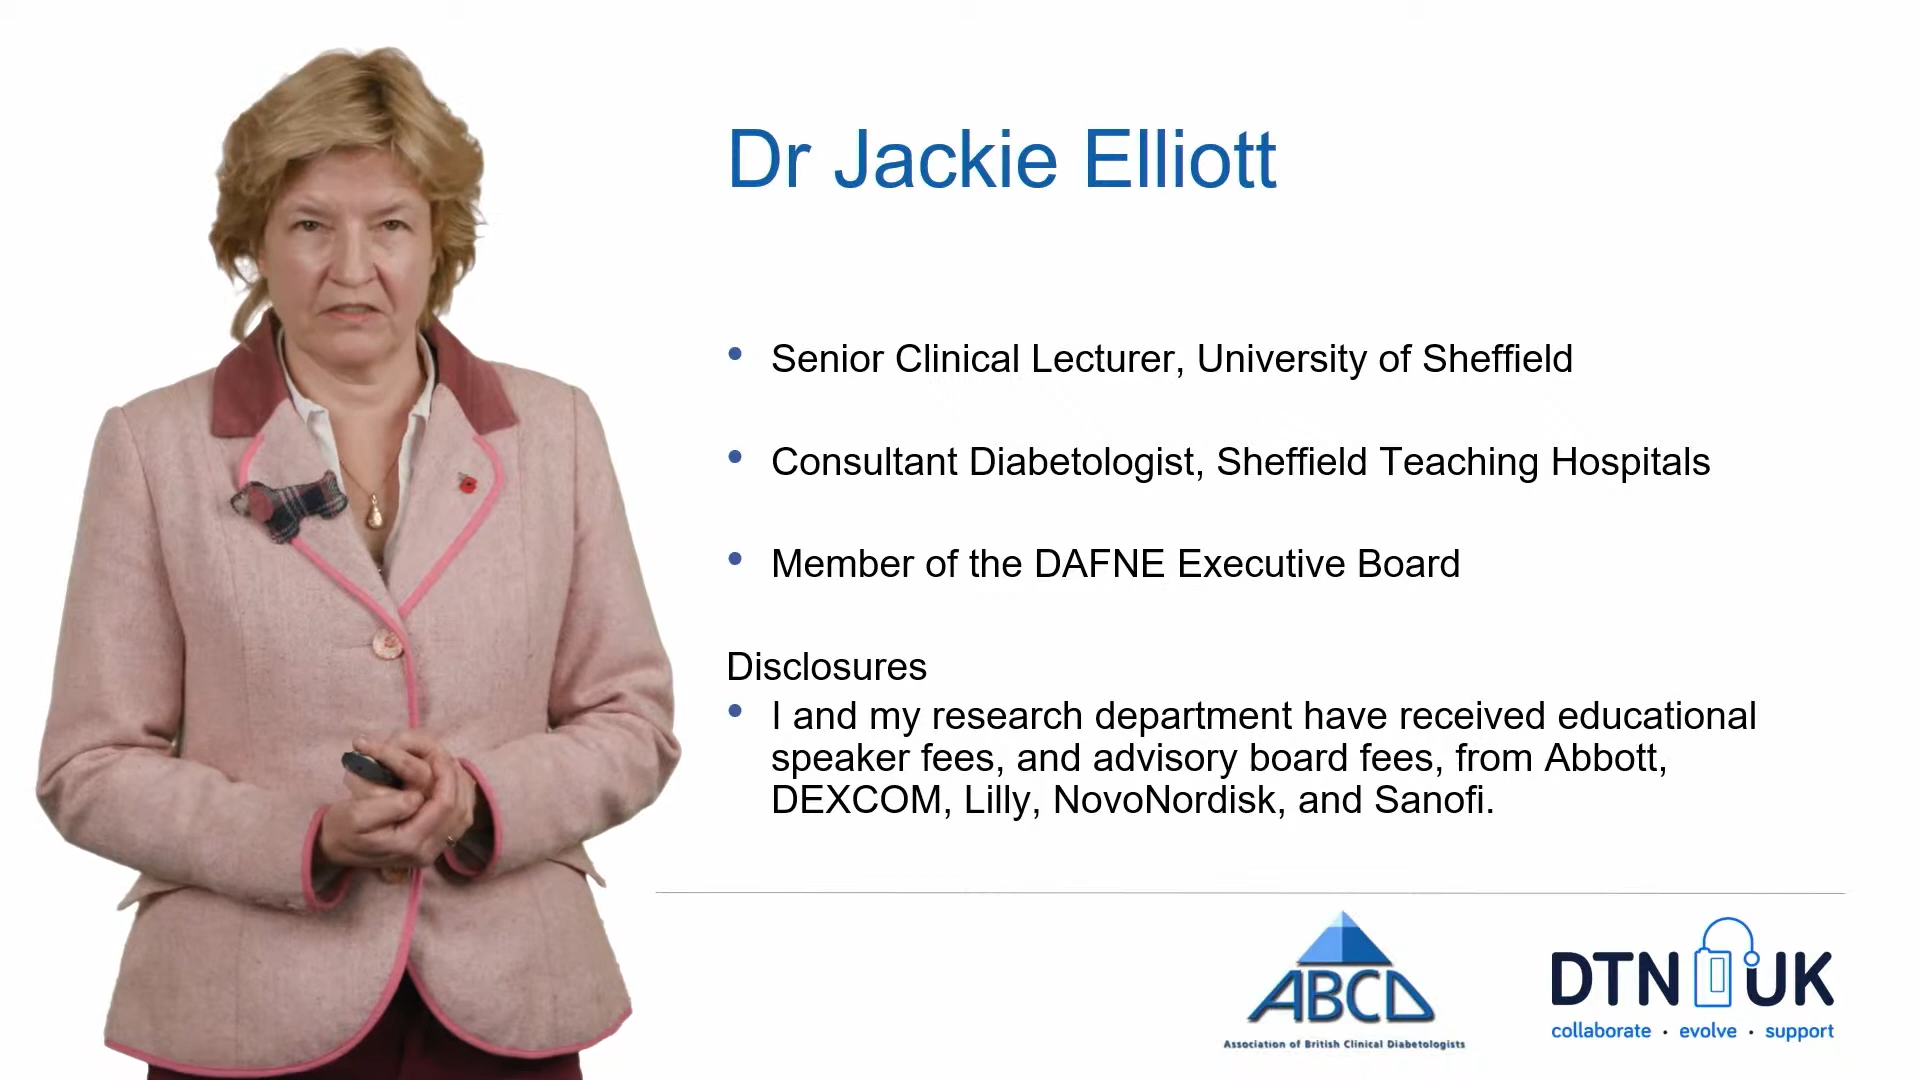 Dr Jackie Elliott
• Senior Clinical Lecturer, University of Sheffield
• Consultant Diabetologist, Sheffield Teaching Hospitals
• Member of the DAFNE Executive Board
Disclosures
• I and my research department have received educational
speaker fees, and advisory board fees, from Abbott,
DEXCOM, Lilly, NovoNordisk, and Sanofi.
ABCD
Association of British Clinical Diabetologists
DTN UK
collaborate · evolve · support